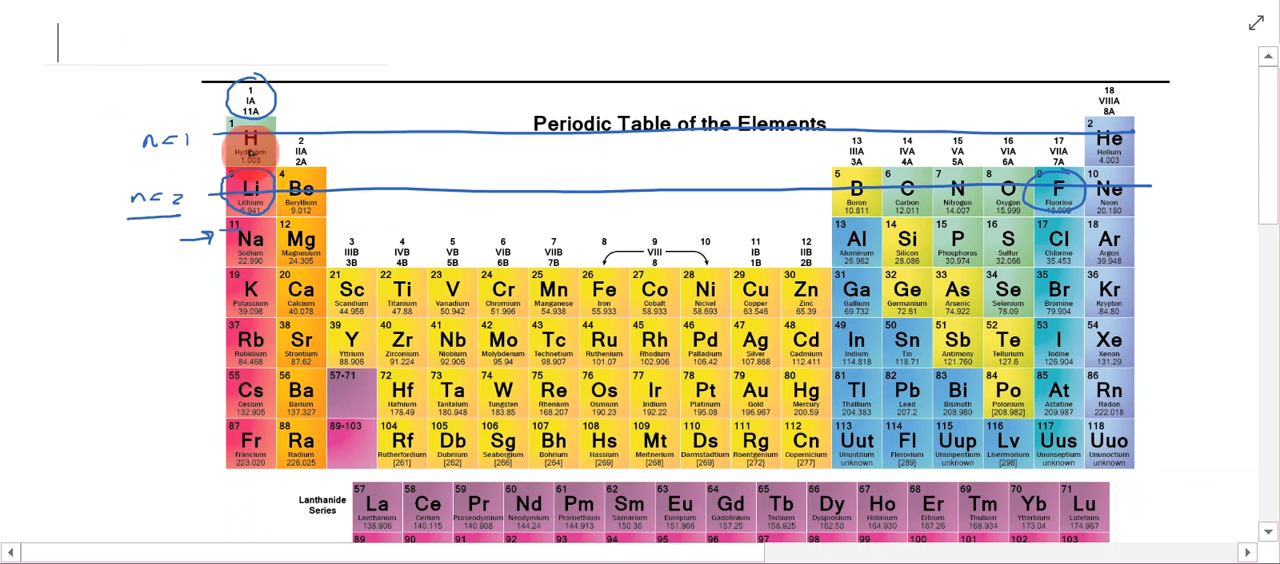 1 18
IA VIIIA
11A 8A
Periodic Table of the Elements
1 2
n = 1 H He
Hydrogen Helium
1.008 4.003
2 13 14 15 16 17
IIA IIIA IVA VA VIA VIIA
2A 3A 4A 5A 6A 7A
3 4 5 6 7 8 9 10
n = 2 Li Be B C N O F Ne
Lithium Beryllium Boron Carbon Nitrogen Oxygen Fluorine Neon
6.941 9.012 10.811 12.011 14.007 15.999 18.998 20.180
11 12 13 14 15 16 17 18
Na Mg Al Si P S Cl Ar
Sodium Magnesium Aluminum Silicon Phosphorus Sulfur Chlorine Argon
22.990 24.305 26.982 28.086 30.974 32.066 35.453 39.948
3 4 5 6 7 8 9 10 11 12
IIIB IVB VB VIB VIIB VIII IB IIB
3B 4B 5B 6B 7B 8 1B 2B
19 20 21 22 23 24 25 26 27 28 29 30 31 32 33 34 35 36
K Ca Sc Ti V Cr Mn Fe Co Ni Cu Zn Ga Ge As Se Br Kr
Potassium Calcium Scandium Titanium Vanadium Chromium Manganese Iron Cobalt Nickel Copper Zinc Gallium Germanium Arsenic Selenium Bromine Krypton
39.098 40.078 44.956 47.88 50.942 51.996 54.938 55.933 58.933 58.693 63.546 65.39 69.732 72.61 74.922 78.09 79.904 84.80
37 38 39 40 41 42 43 44 45 46 47 48 49 50 51 52 53 54
Rb Sr Y Zr Nb Mo Tc Ru Rh Pd Ag Cd In Sn Sb Te I Xe
Rubidium Strontium Yttrium Zirconium Niobium Molybdenum Technetium Ruthenium Rhodium Palladium Silver Cadmium Indium Tin Antimony Tellurium Iodine Xenon
84.468 87.62 88.906 91.224 92.906 95.94 98.907 101.07 102.906 106.42 107.868 112.411 114.818 118.71 121.760 127.6 126.904 131.29
55 56 57-71 72 73 74 75 76 77 78 79 80 81 82 83 84 85 86
Cs Ba Hf Ta W Re Os Ir Pt Au Hg Tl Pb Bi Po At Rn
Cesium Barium Hafnium Tantalum Tungsten Rhenium Osmium Iridium Platinum Gold Mercury Thallium Lead Bismuth Polonium Astatine Radon
132.905 137.327 178.49 180.948 183.85 186.207 190.23 192.22 195.08 196.967 200.59 204.383 207.2 208.980 [208.982] 209.987 222.018
87 88 89-103 104 105 106 107 108 109 110 111 112 113 114 115 116 117 118
Fr Ra Rf Db Sg Bh Hs Mt Ds Rg Cn Uut Fl Uup Lv Uus Uuo
Francium Radium Rutherfordium Dubnium Seaborgium Bohrium Hassium Meitnerium Darmstadtium Roentgenium Copernicium Ununtrium Flerovium Ununpentium Livermorium Ununseptium Ununoctium
223.020 226.025 [261] [262] [266] [264] [269] [268] [269] [272] [277] unknown [289] unknown [298] unknown unknown
57 58 59 60 61 62 63 64 65 66 67 68 69 70 71
Lanthanide Series La Ce Pr Nd Pm Sm Eu Gd Tb Dy Ho Er Tm Yb Lu
Lanthanum Cerium Praseodymium Neodymium Promethium Samarium Europium Gadolinium Terbium Dysprosium Holmium Erbium Thulium Ytterbium Lutetium
138.906 140.115 140.908 144.24 144.913 150.36 151.966 157.25 158.925 162.50 164.930 167.26 168.934 173.04 174.967
89 90 91 92 93 94 95 96 97 98 99 100 101 102 103